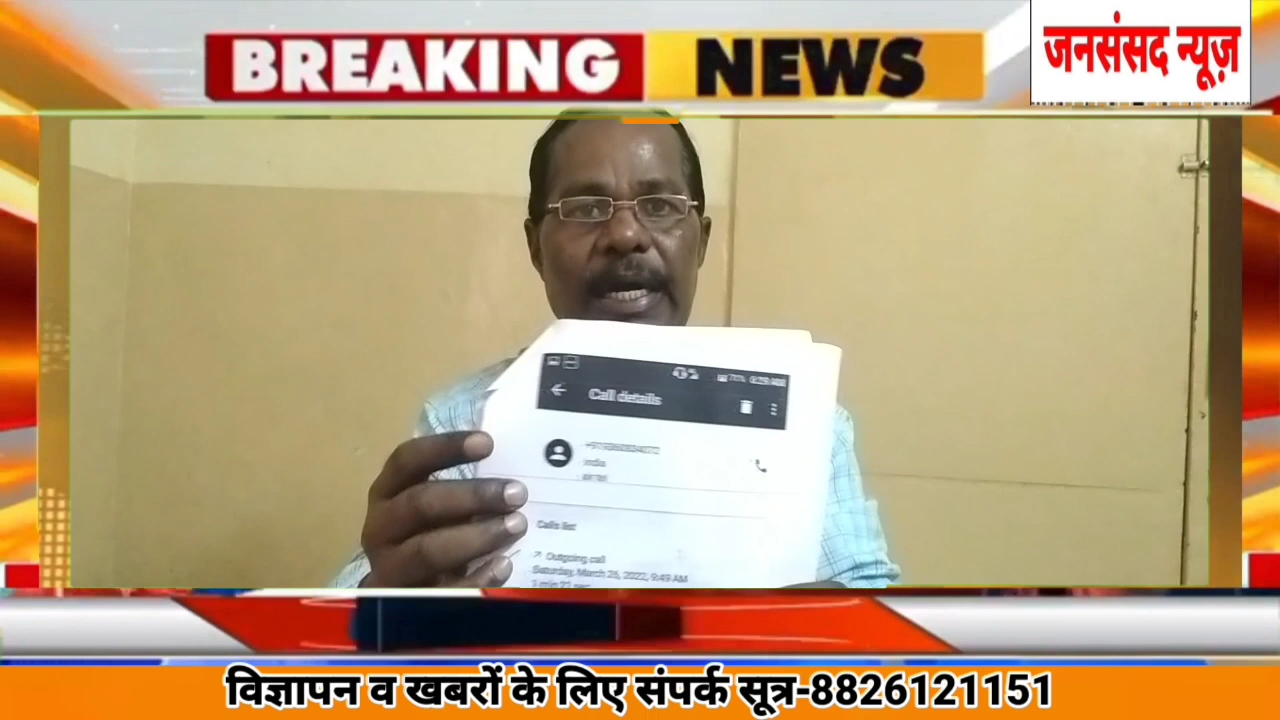 BREAKING NEWS
जनसंसद न्यूज़
Call details
India
Calls list
Outgoing call
Saturday, March 26, 2022, 9:49 AM
विज्ञापन व खबरों के लिए संपर्क सूत्र-8826121151